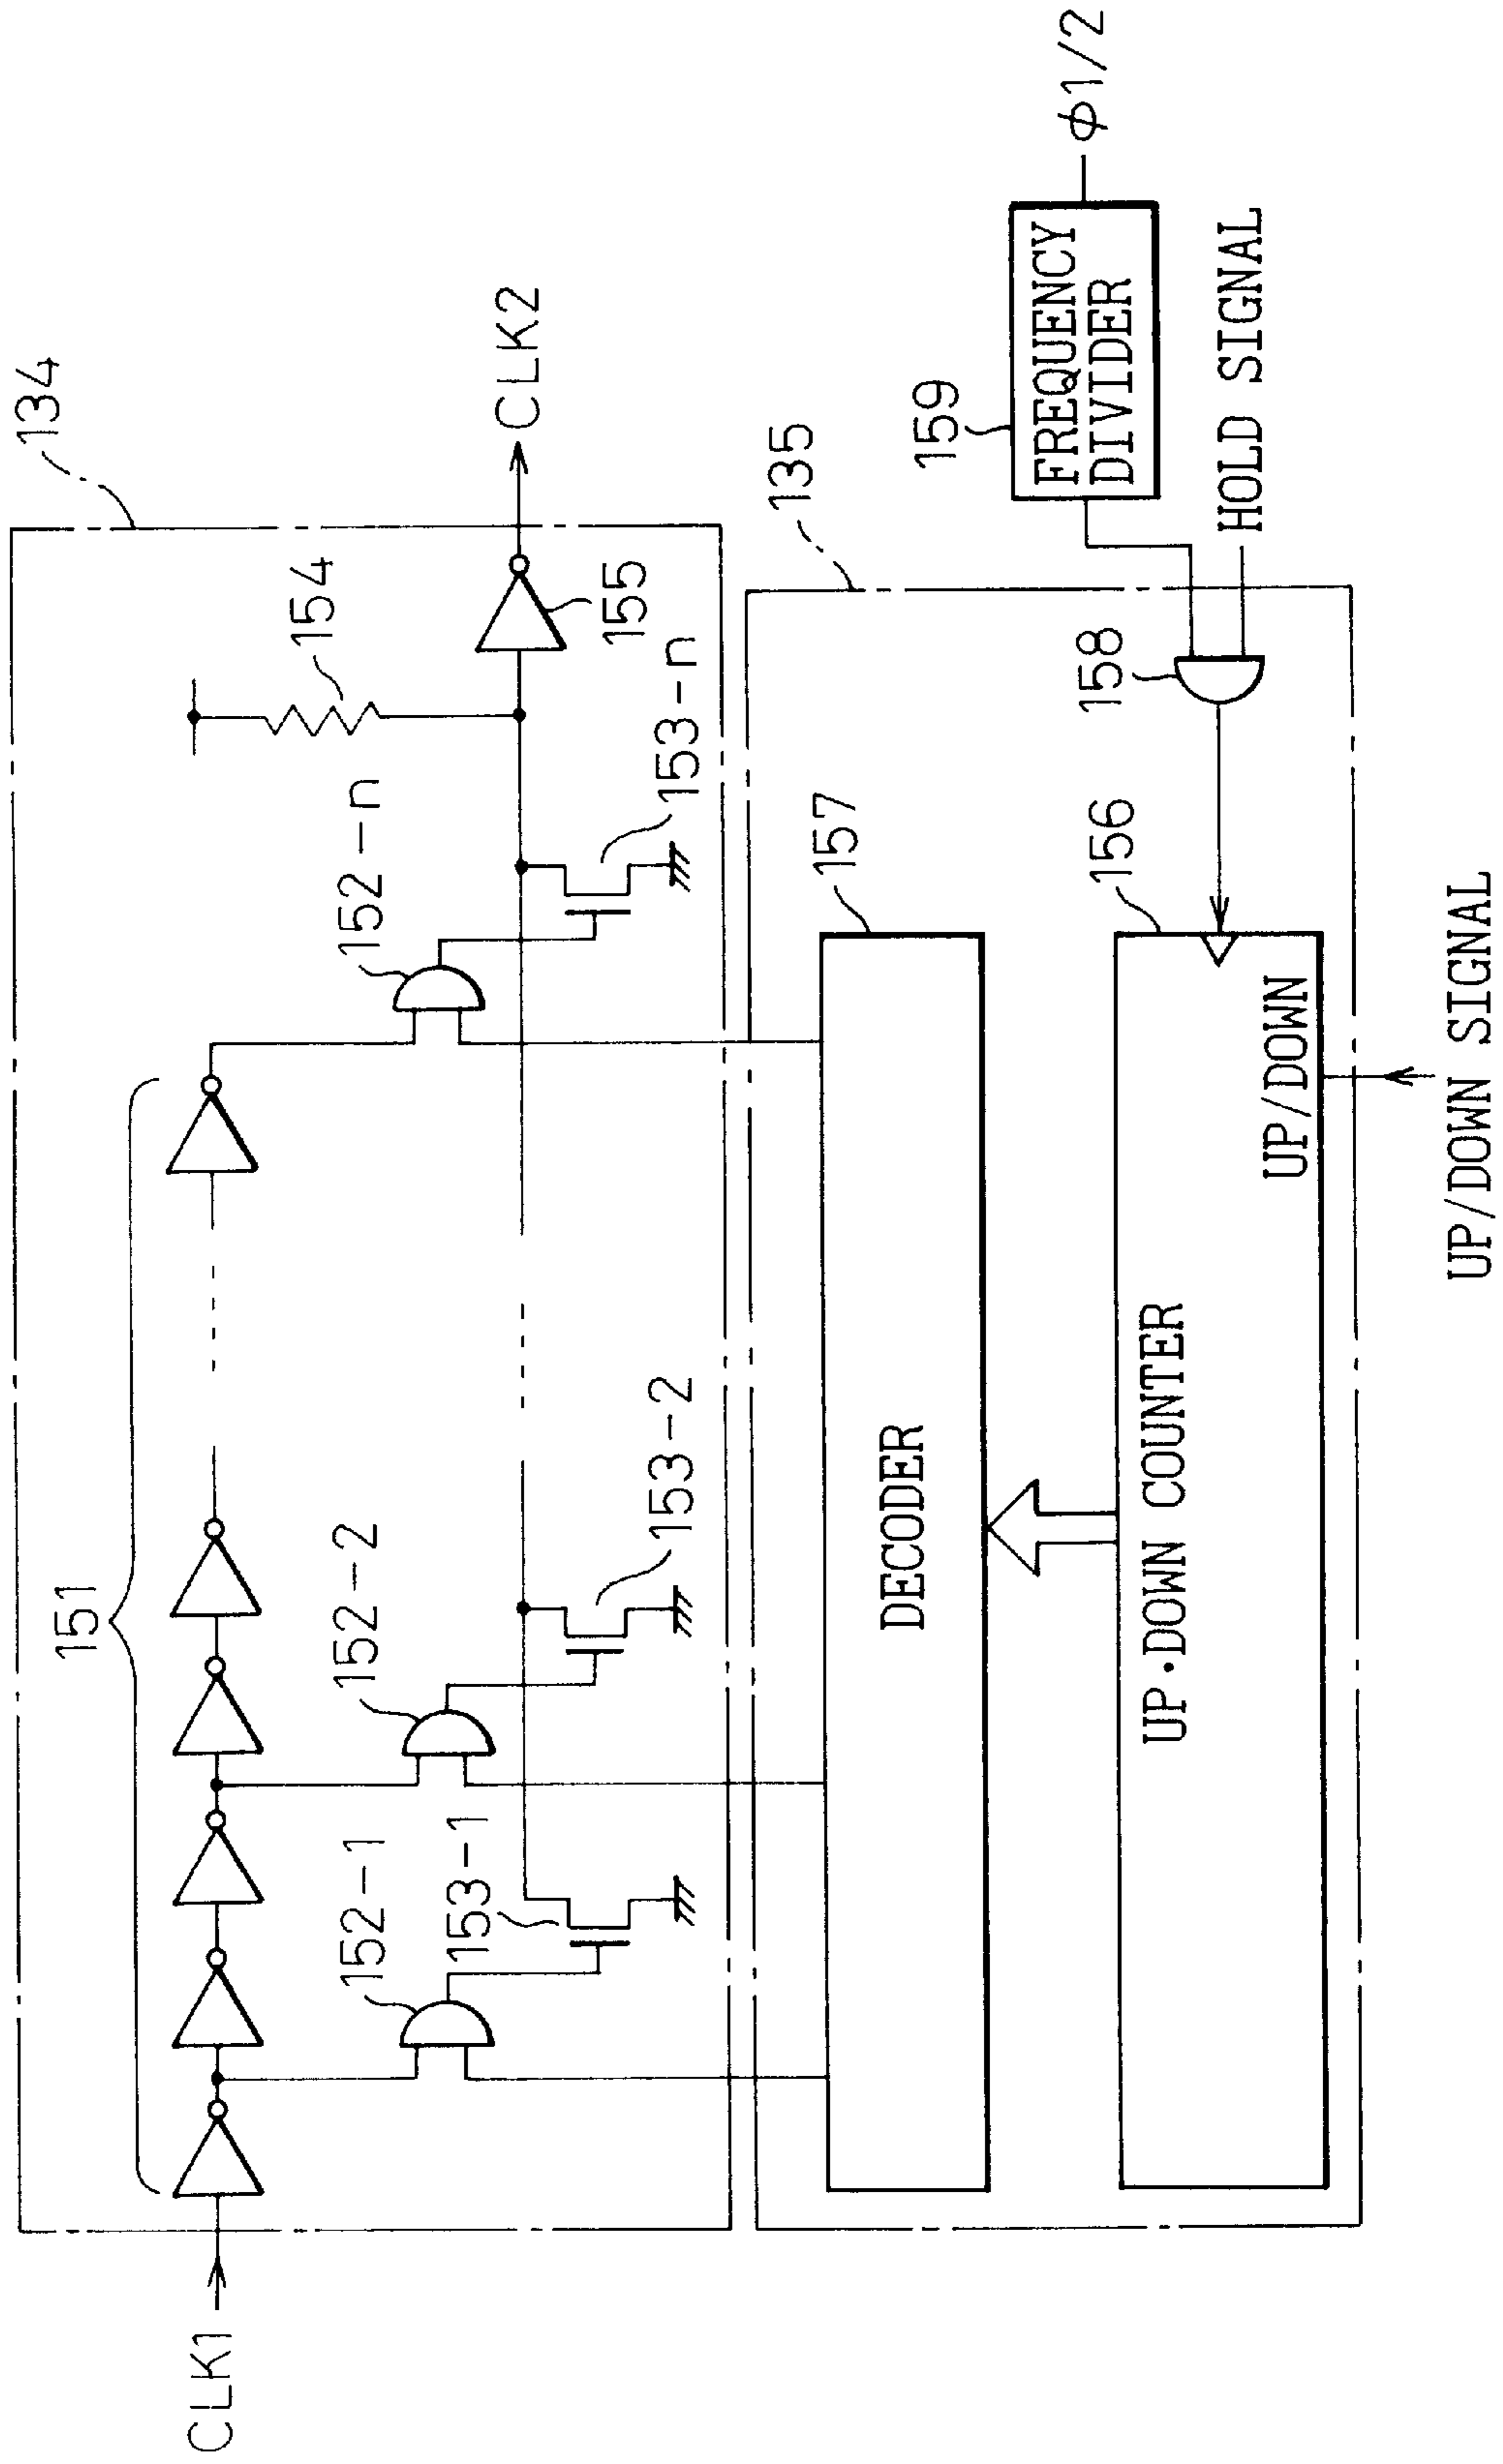 134
151
154
CLK1
152-1
152-2
152-n
CLK2
153-1
153-2
153-n
155
135
157
DECODER
159
FREQUENCY
DIVIDER
φ1/2
158
HOLD SIGNAL
156
UP·DOWN COUNTER
UP/DOWN
UP/DOWN SIGNAL